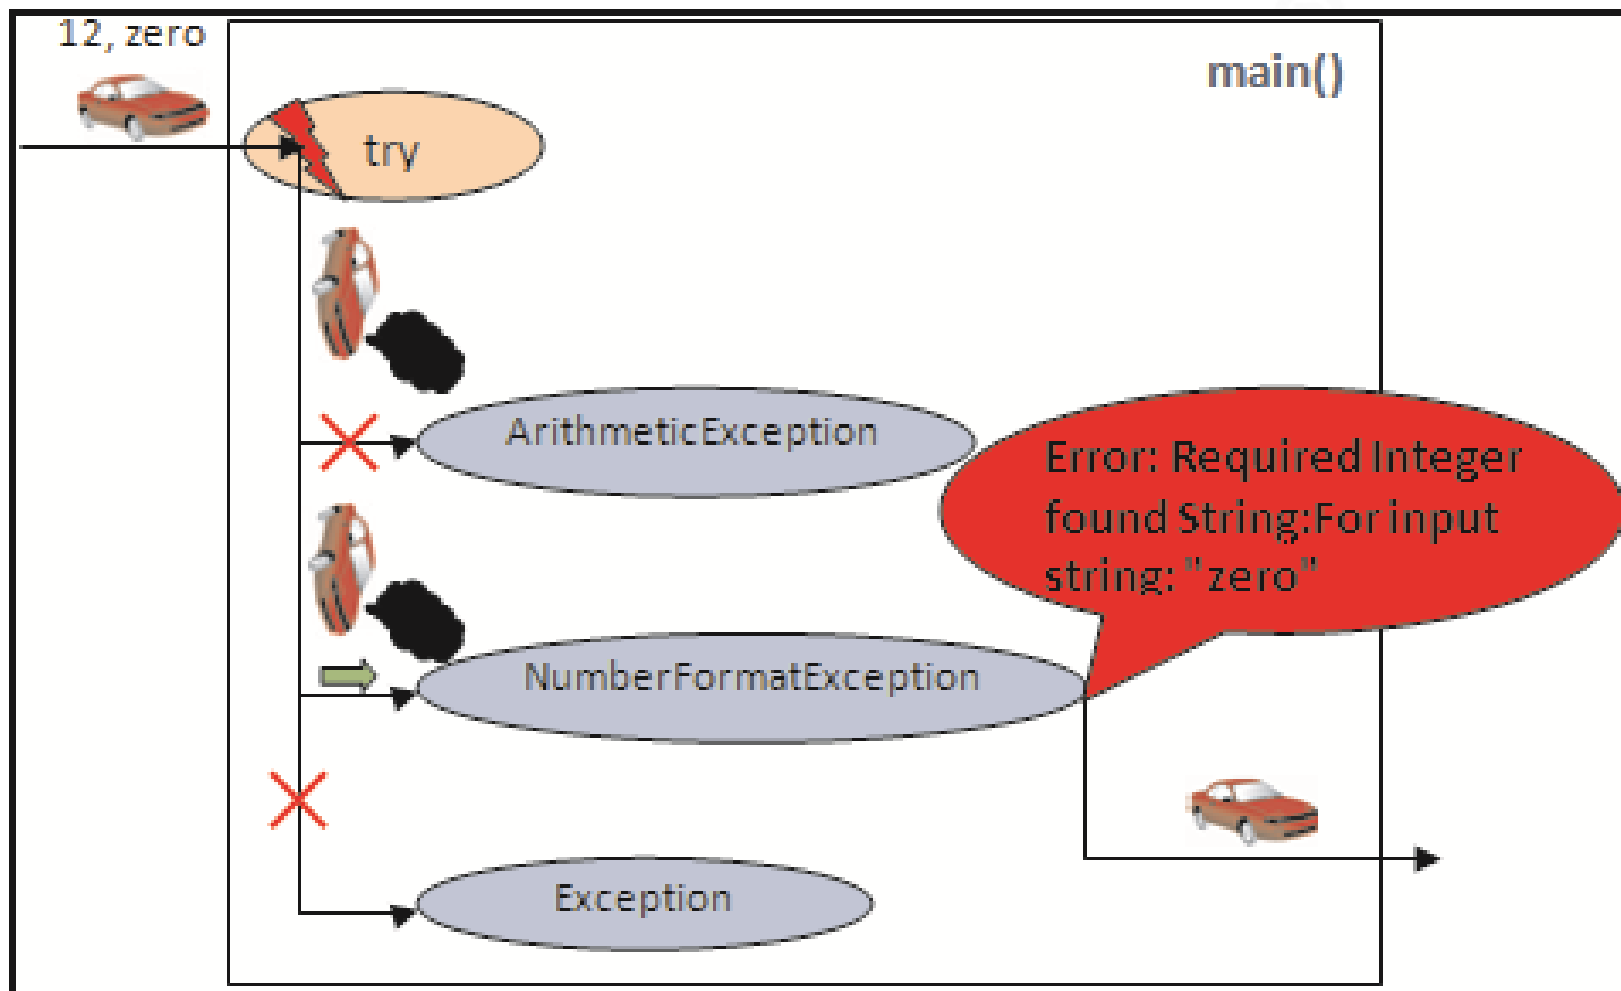 12, zero
main()
try
ArithmeticException
Error: Required Integer
found String:For input
string: "zero"
NumberFormatException
Exception